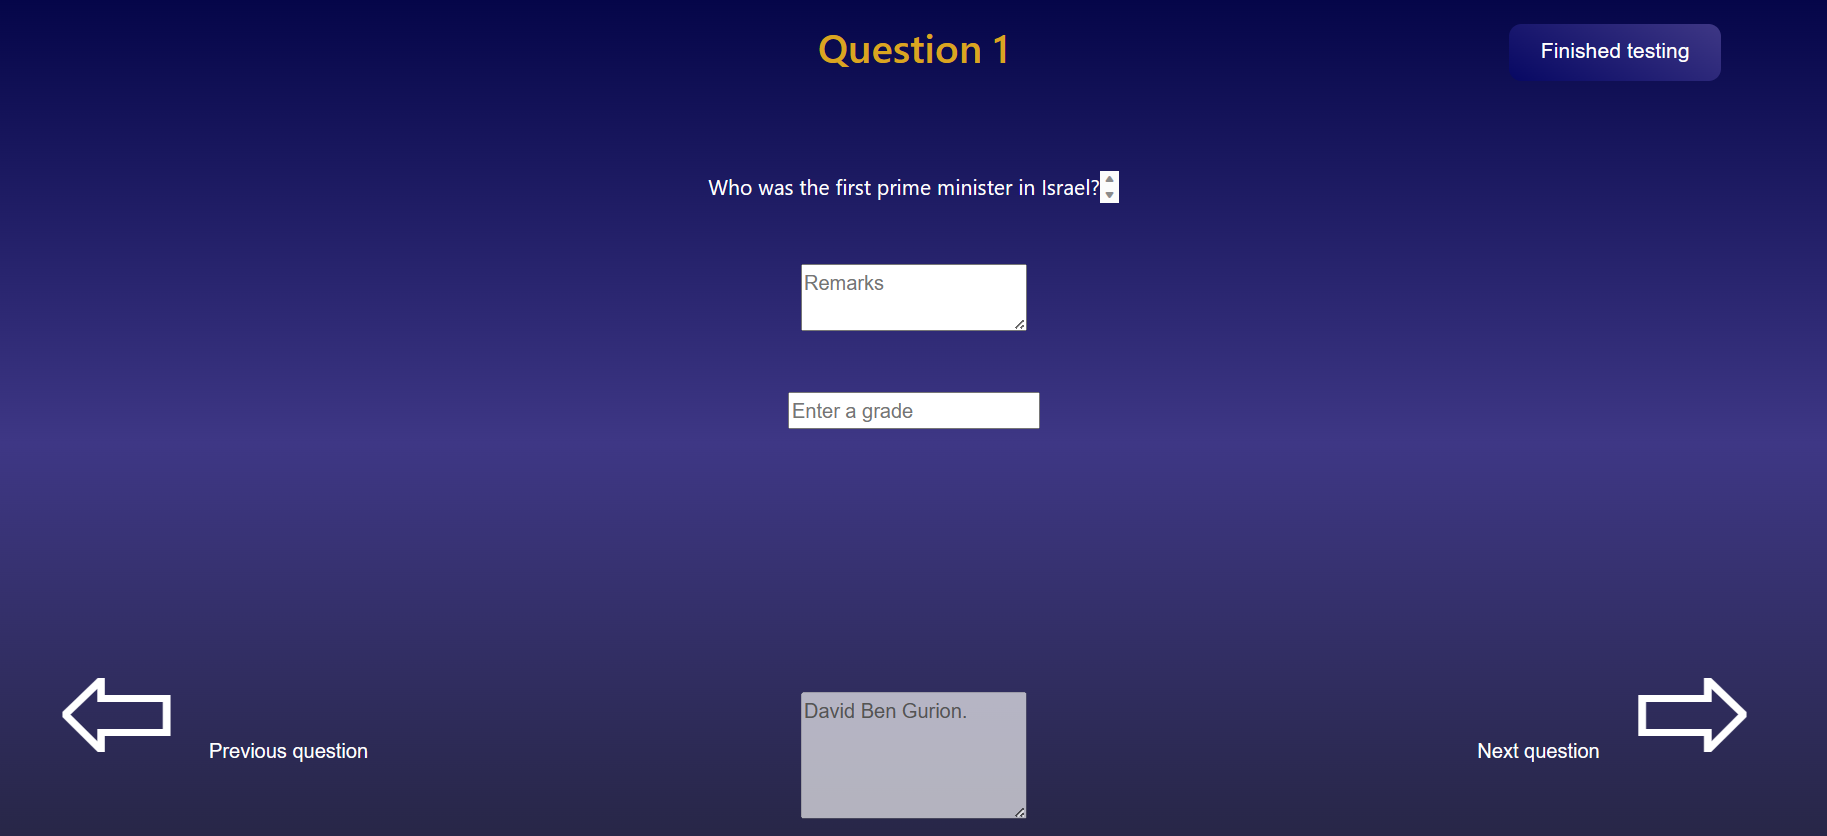 Question 1
Finished testing
Who was the first prime minister in Israel?
Remarks
Enter a grade
David Ben Gurion.
Previous question
Next question